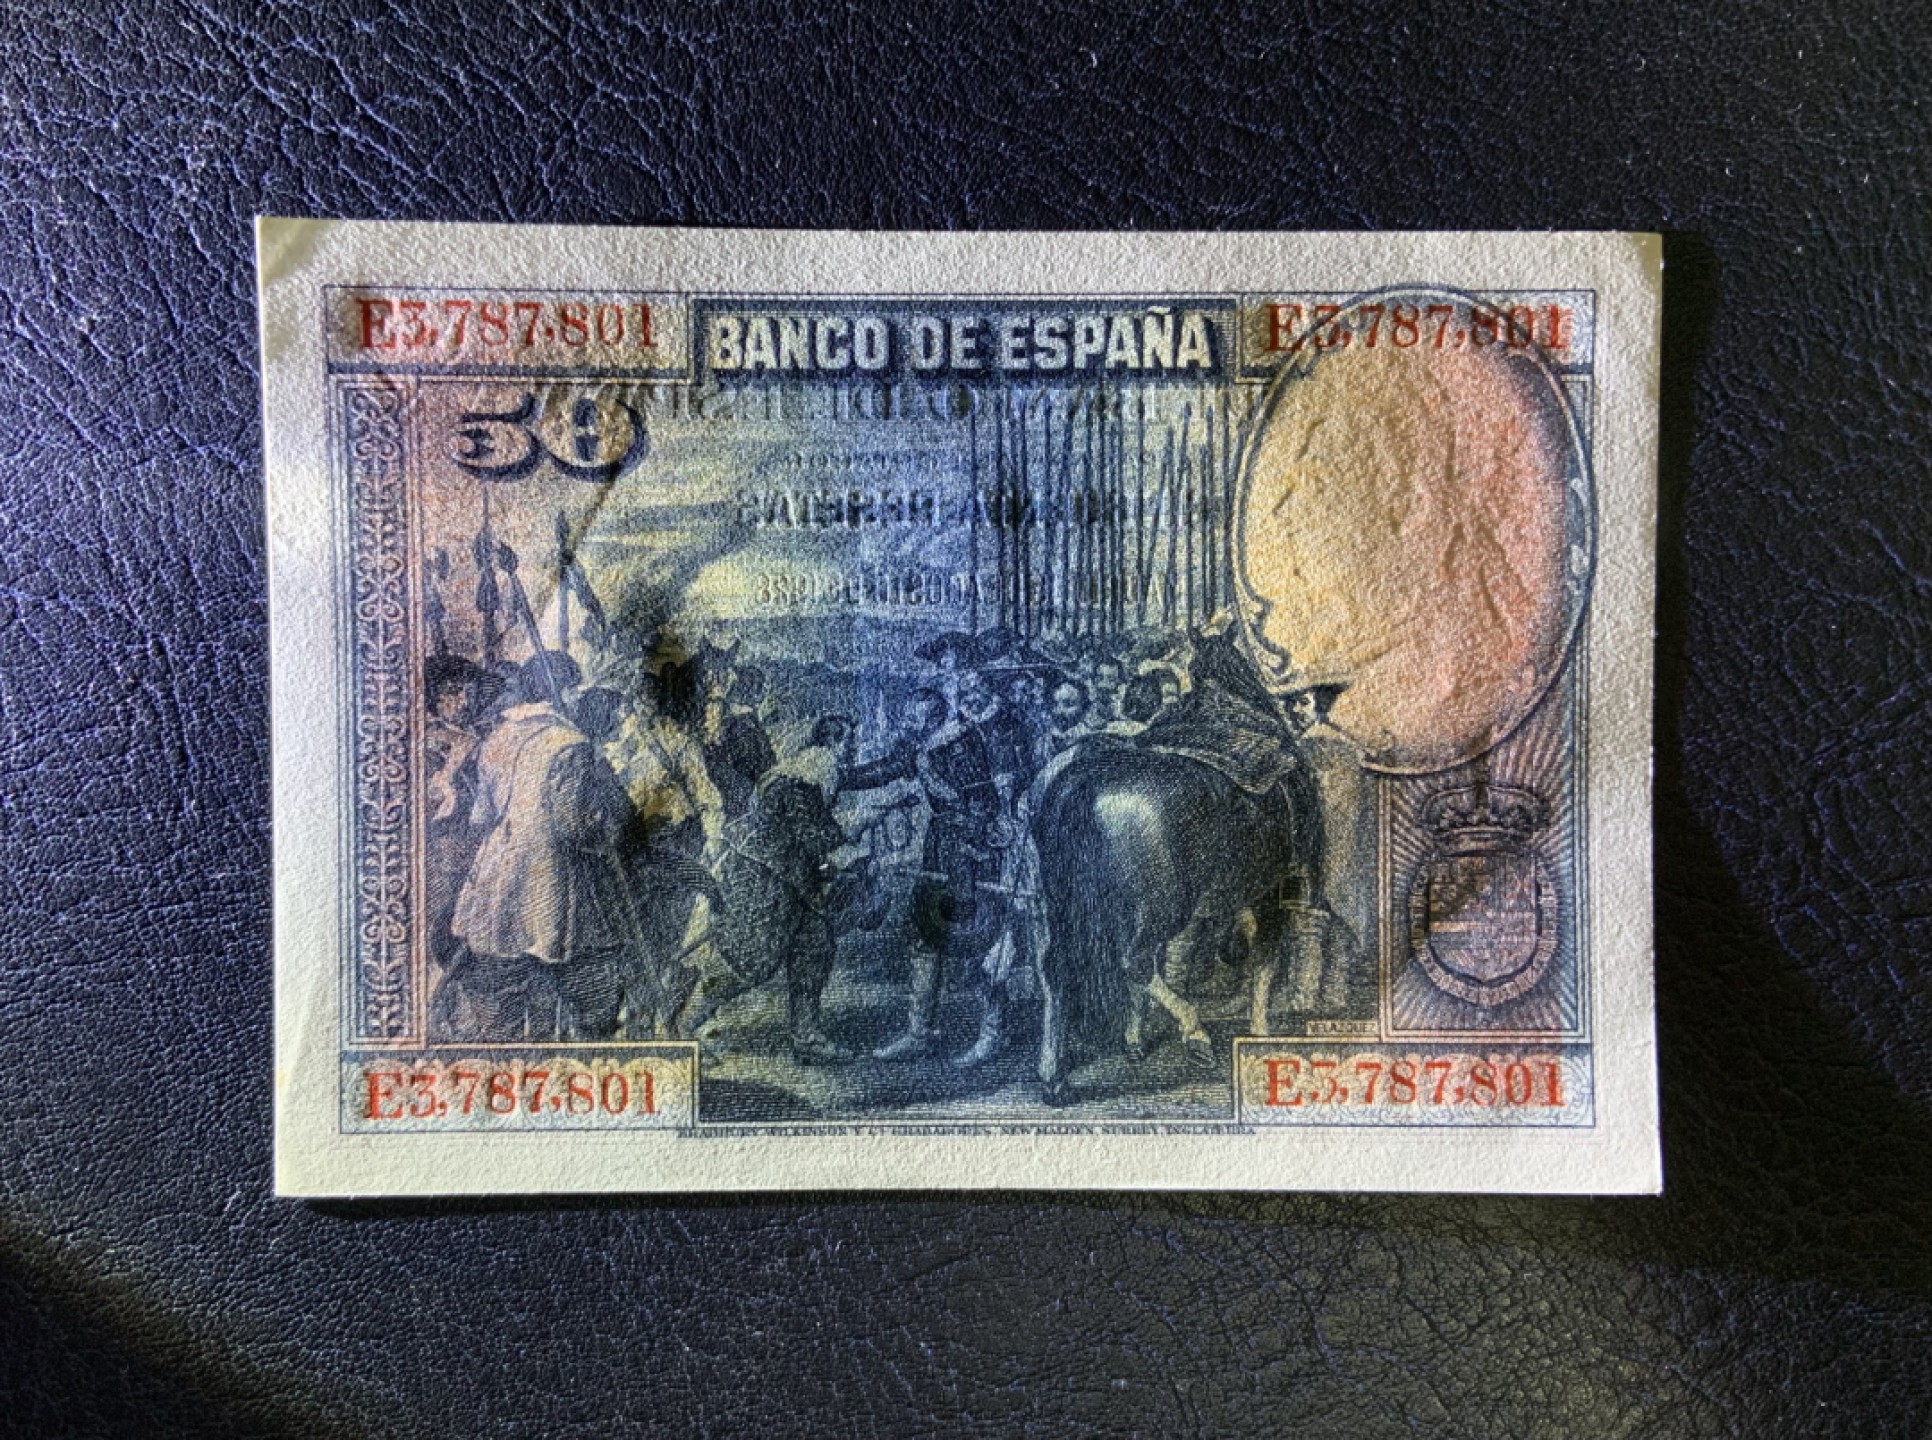 E3,787,801
BANCO DE ESPAÑA
E3,787,801
50
VELAZQUEZ
E3,787,801
E3,787,801
BRADBURY, WILKINSON Y Cª GRABADORES, NEW MALDEN, SURREY, INGLATERRA